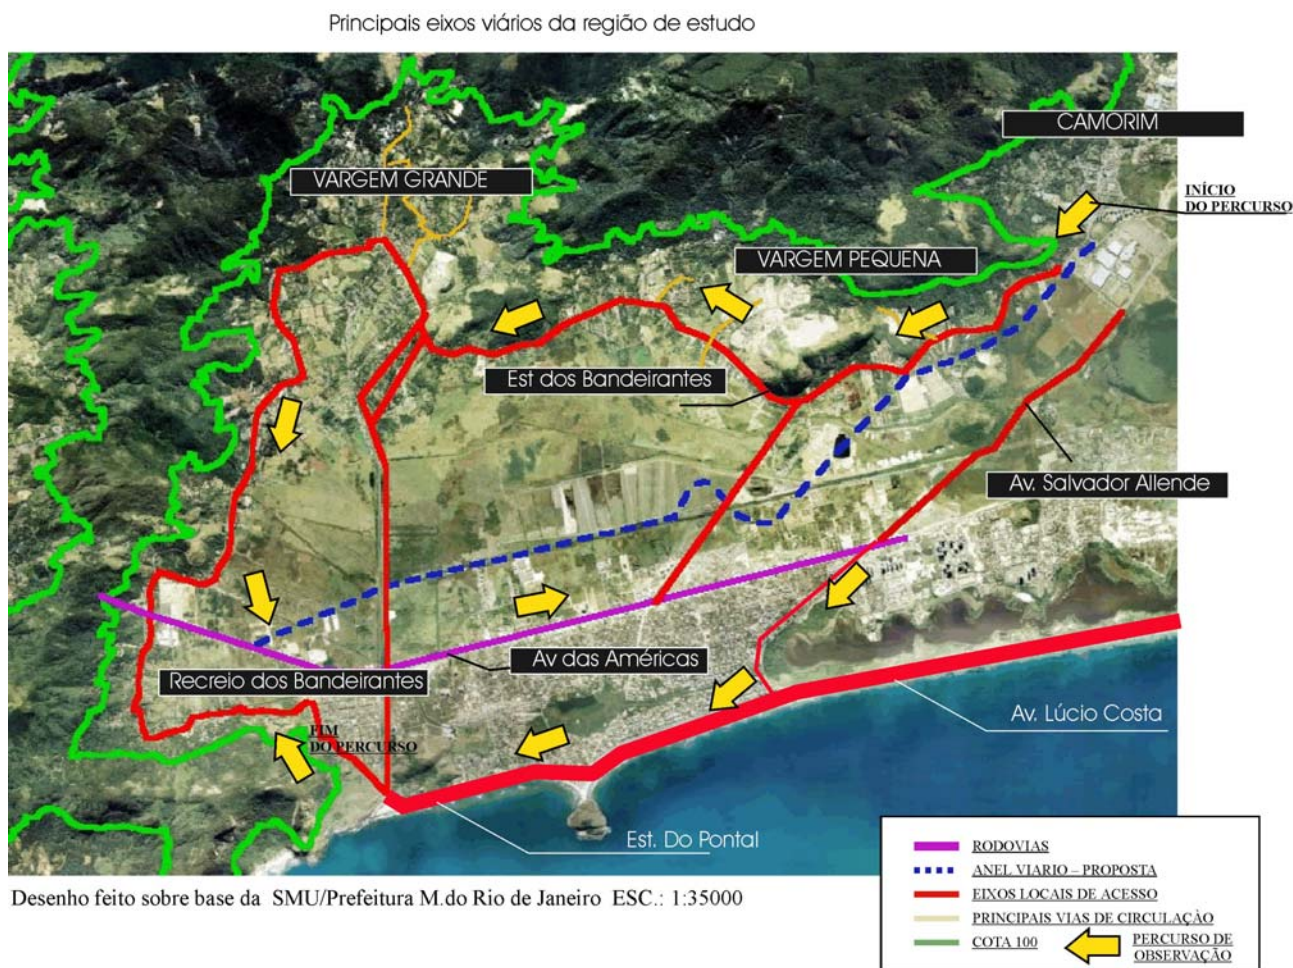 Principais eixos viários da região de estudo
CAMORIM
VARGEM GRANDE
INÍCIO
DO PERCURSO
VARGEM PEQUENA
Est dos Bandeirantes
Av. Salvador Allende
Av das Américas
Recreio dos Bandeirantes
Av. Lúcio Costa
FIM
DO PERCURSO
Est. Do Pontal
RODOVIAS
ANEL VIARIO – PROPOSTA
EIXOS LOCAIS DE ACESSO
PRINCIPAIS VIAS DE CIRCULAÇÀO
COTA 100
PERCURSO DE
OBSERVAÇÃO
Desenho feito sobre base da SMU/Prefeitura M.do Rio de Janeiro ESC.: 1:35000